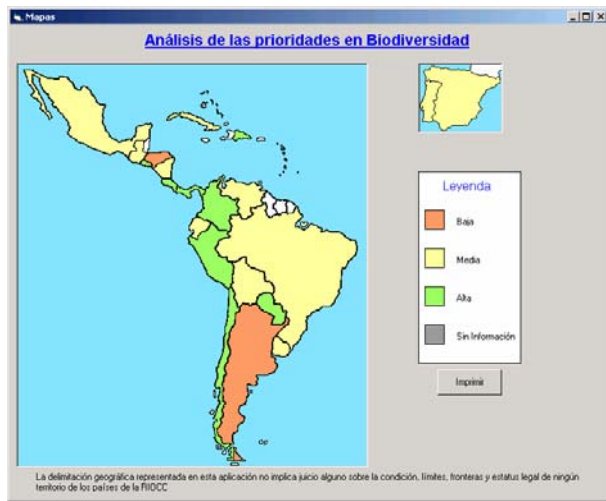 Mapas
Análisis de las prioridades en Biodiversidad
Leyenda
Baja
Media
Alta
Sin Información
Imprimir
La delimitación geográfica representada en esta aplicación no implica juicio alguno sobre la condición, límites, fronteras y estatus legal de ningún
territorio de los países de la RIOCC